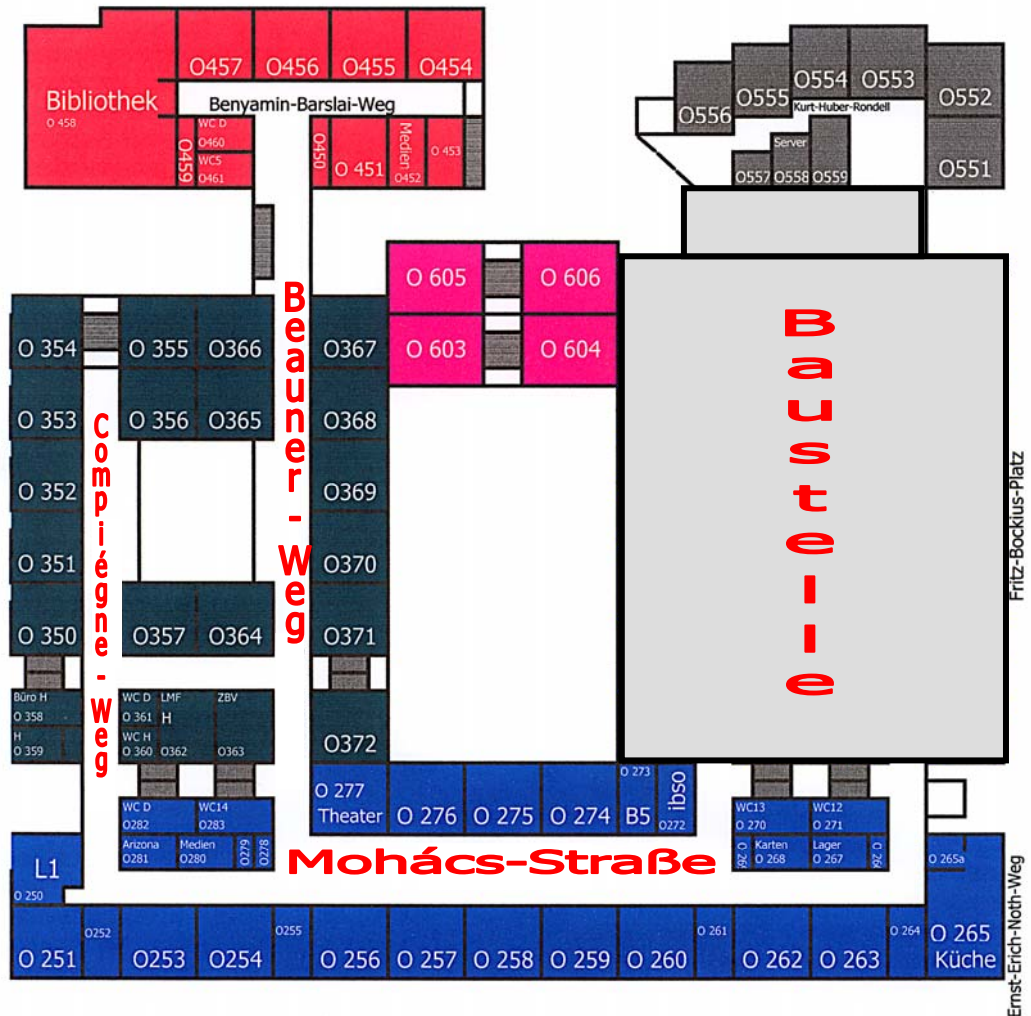 O457 O456 O455 O454
Bibliothek
O 458
Benyamin-Barslai-Weg
O459
WC D
O460
WCS
O461
O450
O 451
Medien
O452
O 453
O554 O553
O556 O555
Kurt-Huber-Rondell
O552
Server
O557 O558 O559
O551
O 605 O 606
O 603 O 604
O 354 O 355 O366 O367
O 353 O 356 O365 O368
O 352 O369
O 351 O370
O 350 O357 O364 O371
Compiégne-Weg
Beauner-Weg
Baustelle
Fritz-Bockius-Platz
Büro H
O 358
H
O 359
WC D
O 361
WC H
O 360
LMF
H
O362
ZBV
O363
O372
O 277
Theater
O 276 O 275 O 274
O 273
B5
ibso
O272
WC D
O282
WC14
O283
Arizona
O281
Medien
O280
O279
O278
WC13
O 270
WC12
O 271
Karten
O 268
Lager
O 267
Mohács-Straße
L1
O 250
O 265a
O 251
O252
O253 O254
O255
O 256 O 257 O 258 O 259 O 260
O 261
O 262 O 263
O 264
O 265
Küche
Ernst-Erich-Noth-Weg